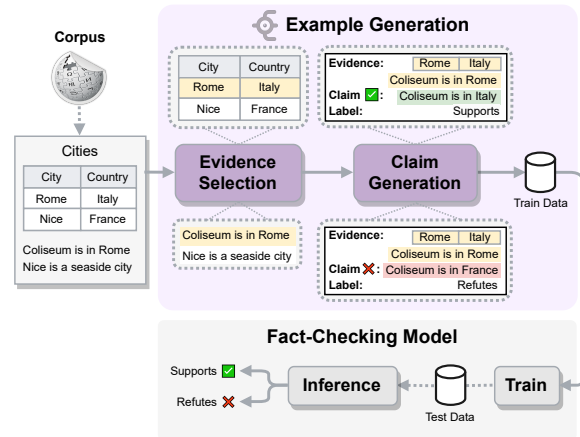 Example Generation
Corpus
City Country
Rome Italy
Nice France
Evidence: Rome Italy
Coliseum is in Rome
Claim ✅: Coliseum is in Italy
Label: Supports
Cities
City Country
Rome Italy
Nice France
Coliseum is in Rome
Nice is a seaside city
Evidence
Selection
Claim
Generation
Train Data
Coliseum is in Rome
Nice is a seaside city
Evidence: Rome Italy
Coliseum is in Rome
Claim ❌: Coliseum is in France
Label: Refutes
Fact-Checking Model
Supports ✅
Refutes ❌
Inference
Test Data
Train